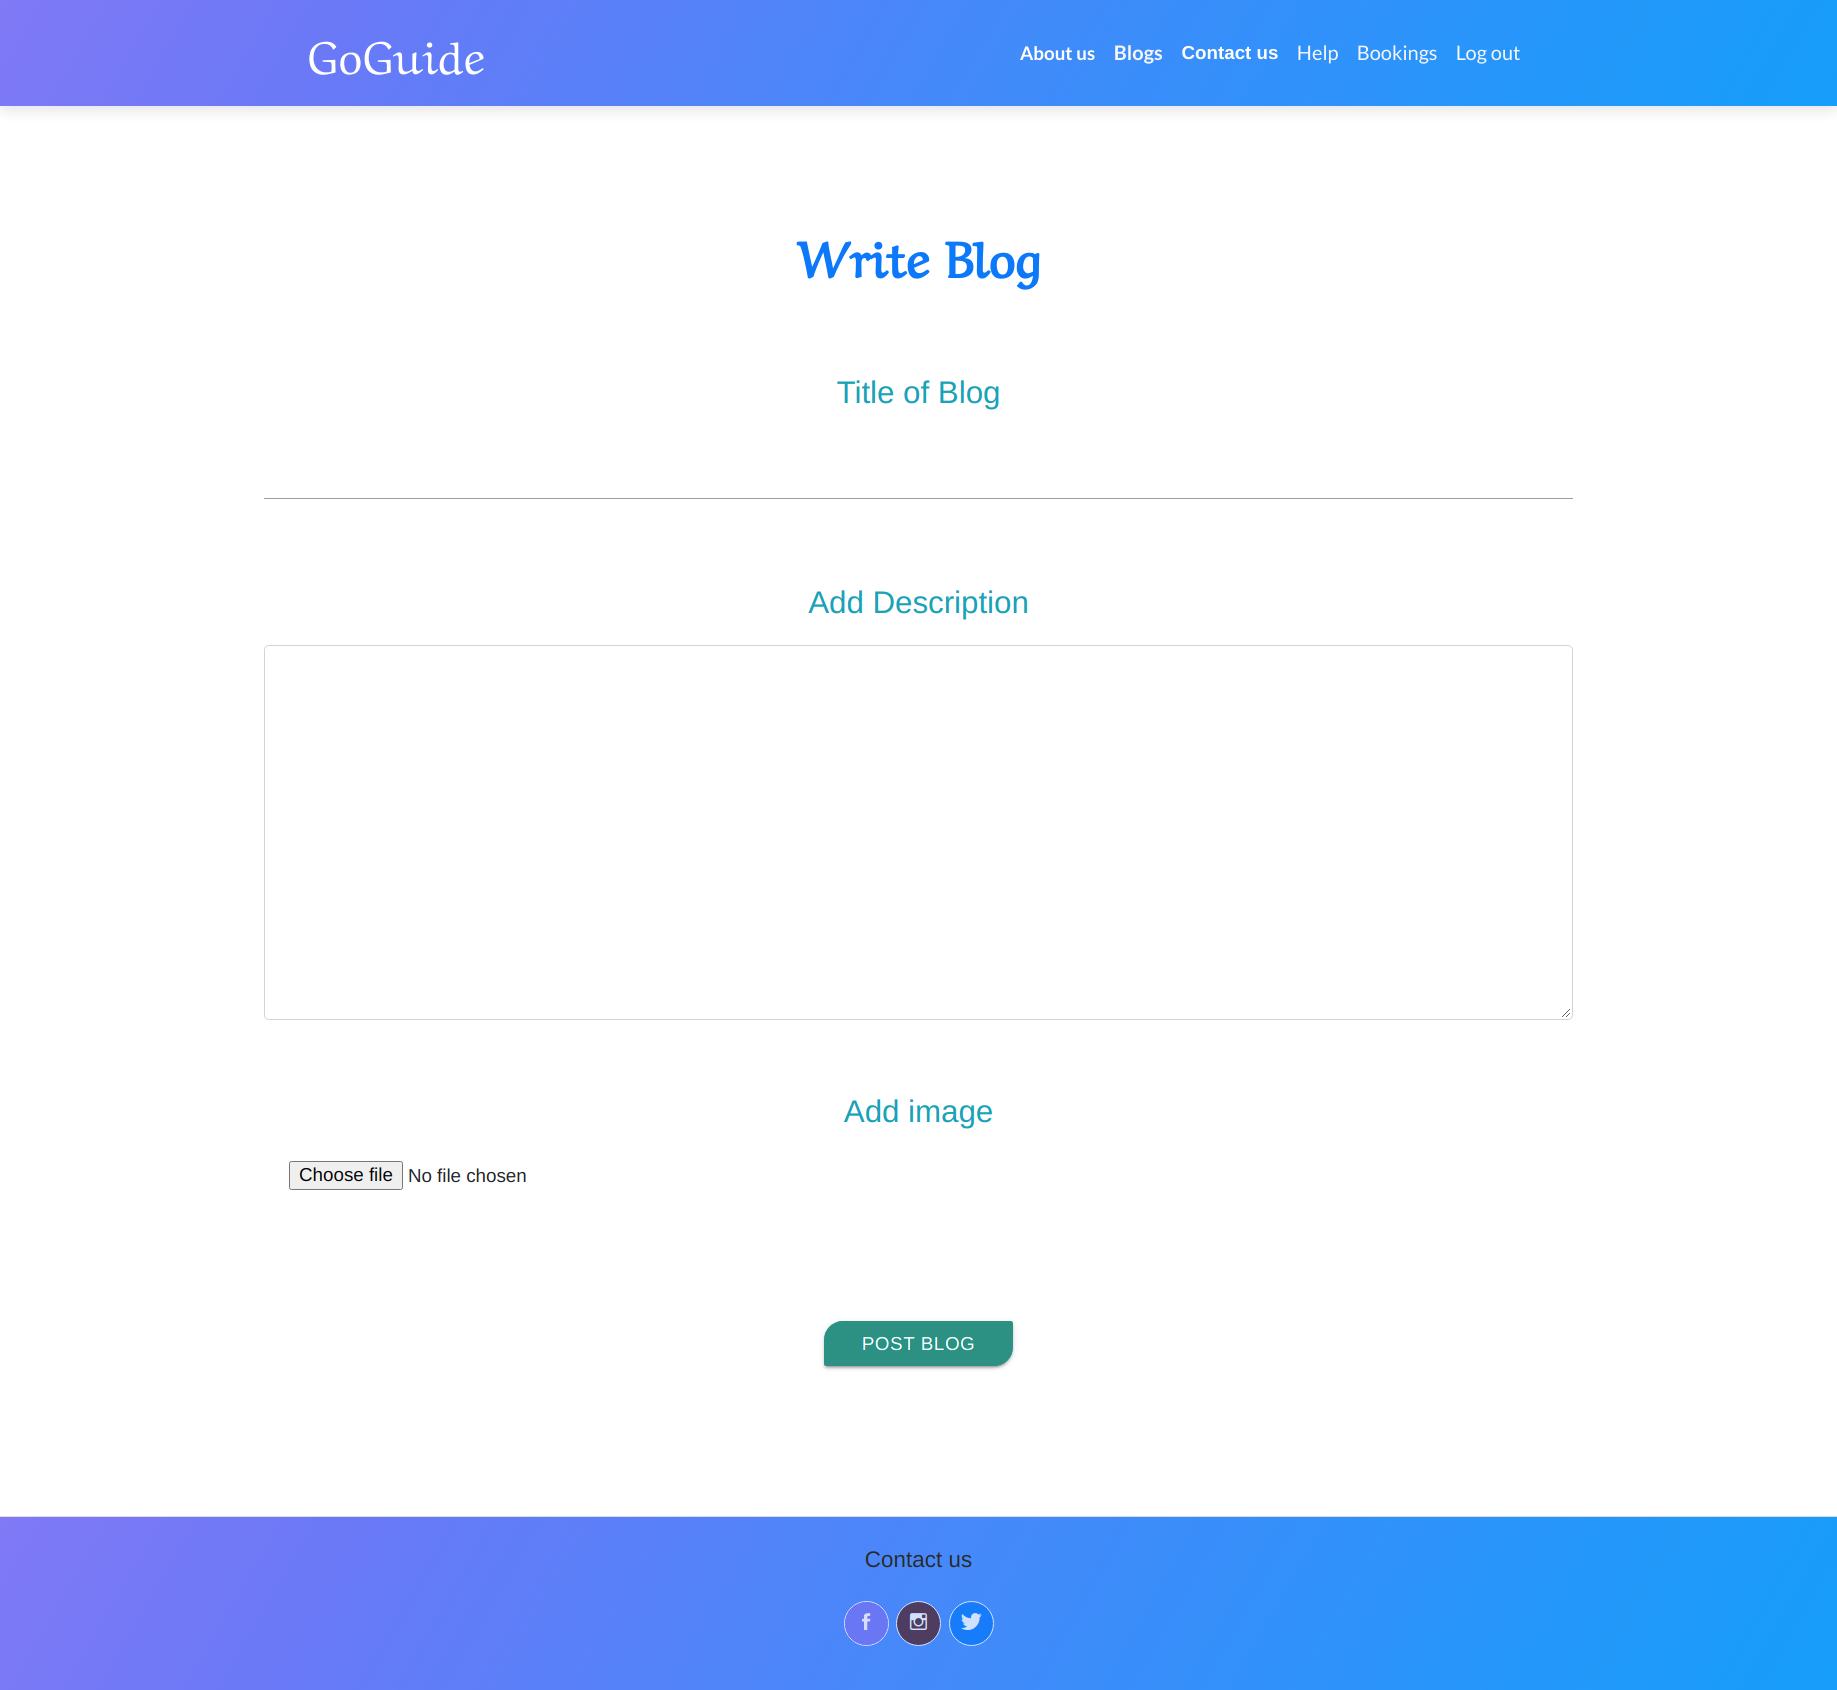 GoGuide
About us Blogs Contact us Help Bookings Log out
Write Blog
Title of Blog
Add Description
Add image
Choose file No file chosen
POST BLOG
Contact us